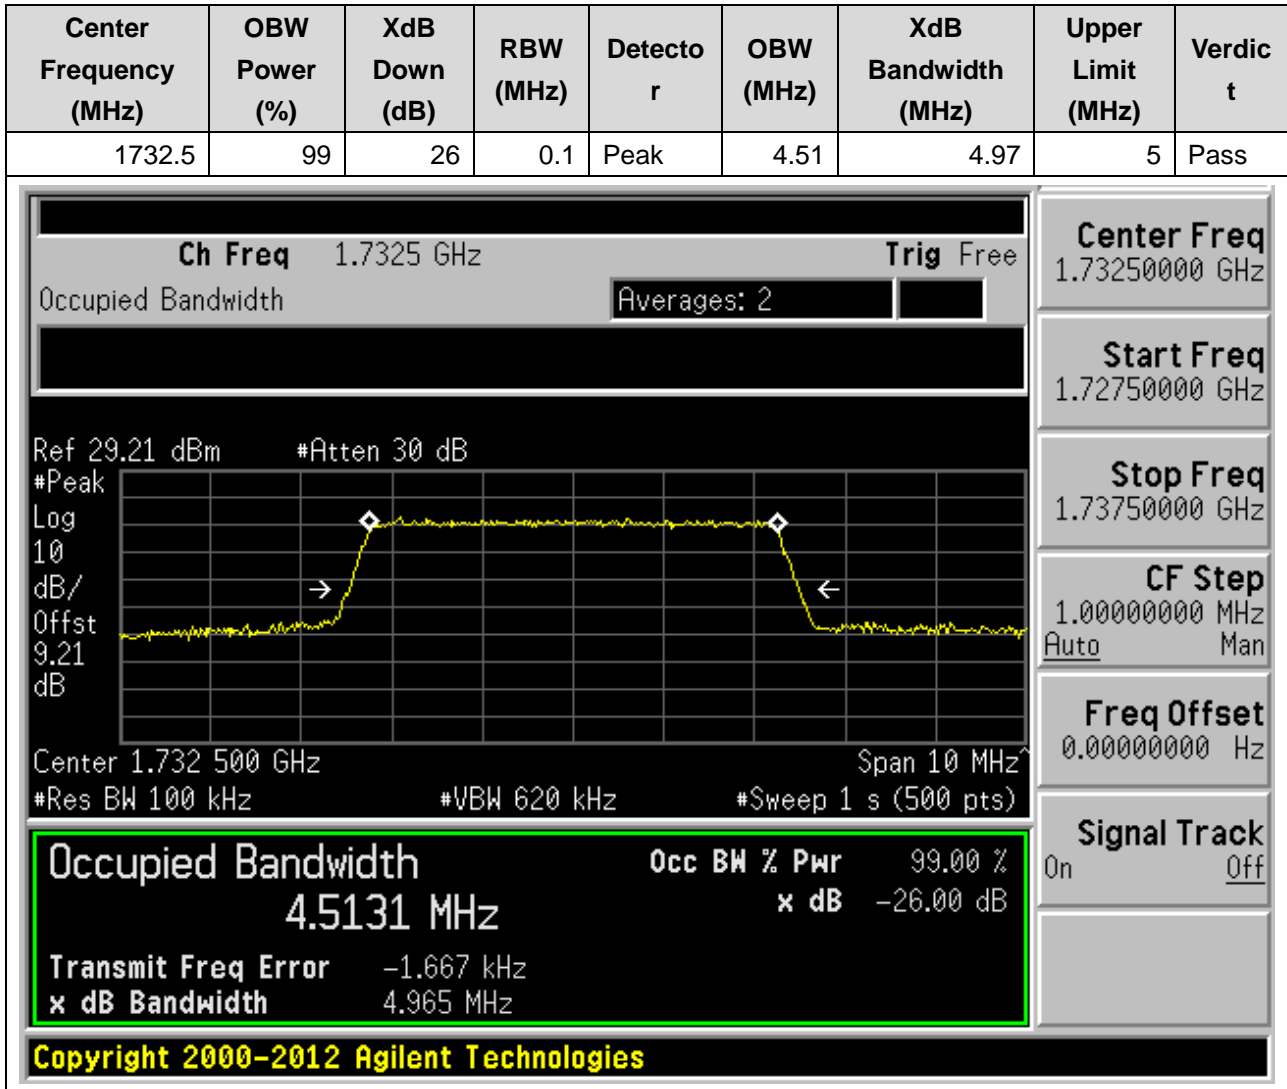 Center Frequency (MHz) OBW Power (%) XdB Down (dB) RBW (MHz) Detector OBW (MHz) XdB Bandwidth (MHz) Upper Limit (MHz) Verdict
1732.5 99 26 0.1 Peak 4.51 4.97 5 Pass
Ch Freq 1.7325 GHz Trig Free
Occupied Bandwidth Averages: 2
Ref 29.21 dBm #Atten 30 dB
#Peak
Log
10
dB/
Offst
9.21
dB
Center 1.732 500 GHz Span 10 MHz^
#Res BW 100 kHz #VBW 620 kHz #Sweep 1 s (500 pts)
Occupied Bandwidth Occ BW % Pwr 99.00 %
4.5131 MHz x dB -26.00 dB
Transmit Freq Error -1.667 kHz
x dB Bandwidth 4.965 MHz
Copyright 2000-2012 Agilent Technologies
Center Freq
1.73250000 GHz
Start Freq
1.72750000 GHz
Stop Freq
1.73750000 GHz
CF Step
1.00000000 MHz
Auto Man
Freq Offset
0.00000000 Hz
Signal Track
On Off